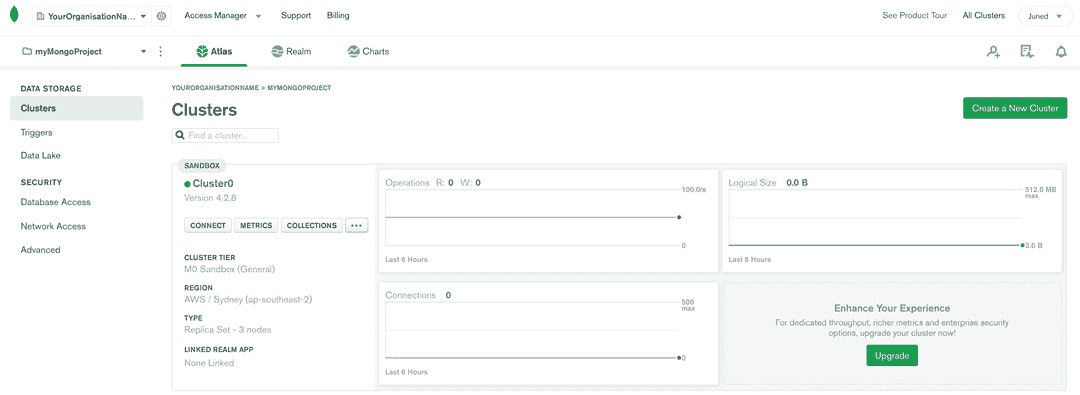 YourOrganisationNa...
Access Manager
Support
Billing
See Product Tour
All Clusters
Juned
myMongoProject
Atlas
Realm
Charts
DATA STORAGE
Clusters
Triggers
Data Lake
SECURITY
Database Access
Network Access
Advanced
YOURORGANISATIONNAME > MYMONGOPROJECT
Clusters
Create a New Cluster
Find a cluster...
SANDBOX
Cluster0
Version 4.2.8
CONNECT
METRICS
COLLECTIONS
...
CLUSTER TIER
M0 Sandbox (General)
REGION
AWS / Sydney (ap-southeast-2)
TYPE
Replica Set - 3 nodes
LINKED REALM APP
None Linked
Operations R: 0 W: 0
100.0/s
0
Last 6 Hours
Logical Size 0.0 B
512.0 MB
max
0.0 B
Last 6 Hours
Connections 0
500
max
0
Last 6 Hours
Enhance Your Experience
For dedicated throughput, richer metrics and enterprise security
options, upgrade your cluster now!
Upgrade